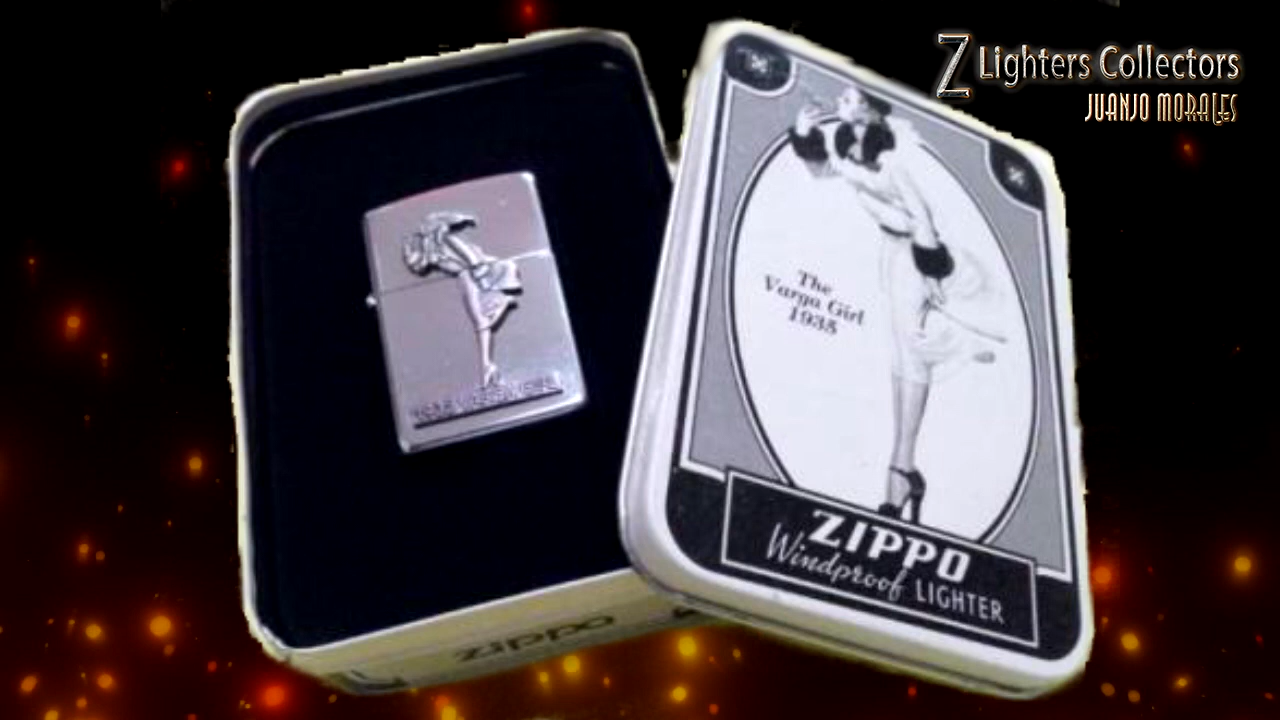 Z Lighters Collectors
JUANJO MORALES
The
Varga Girl
1935
ZIPPO
Windproof LIGHTER
zippo